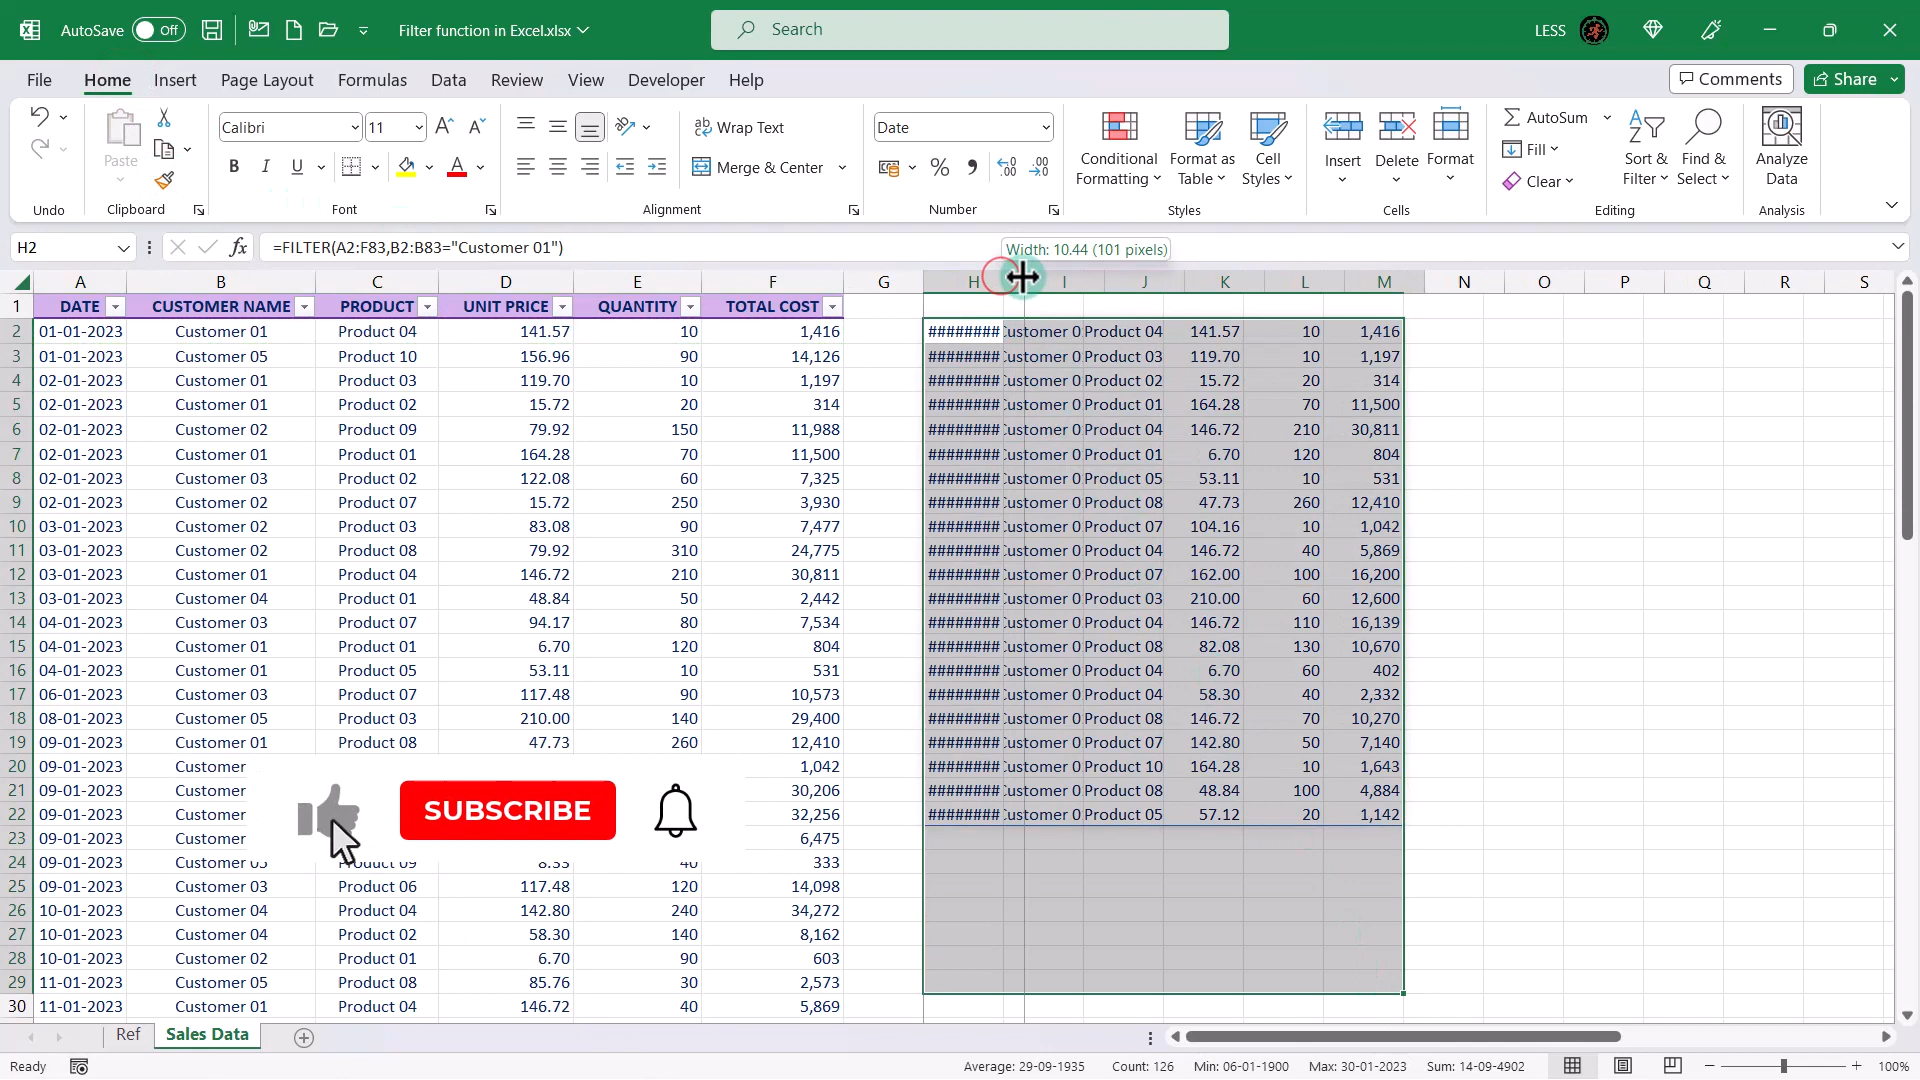 AutoSave Off Filter function in Excel.xlsx Search LESS
File Home Insert Page Layout Formulas Data Review View Developer Help Comments Share
Calibri 11 Wrap Text Date AutoSum
Paste Conditional Formatting Format as Table Cell Styles Insert Delete Format Fill Sort & Filter Find & Select Analyze Data
B I U Merge & Center % Clear
Undo Clipboard Font Alignment Number Styles Cells Editing Analysis
H2 fx =FILTER(A2:F83,B2:B83="Customer 01") Width: 10.44 (101 pixels)
A B C D E F G H I J K L M N O P Q R S
1 DATE CUSTOMER NAME PRODUCT UNIT PRICE QUANTITY TOTAL COST
2 01-01-2023 Customer 01 Product 04 141.57 10 1,416 ######## Customer 0 Product 04 141.57 10 1,416
3 01-01-2023 Customer 05 Product 10 156.96 90 14,126 ######## Customer 0 Product 03 119.70 10 1,197
4 02-01-2023 Customer 01 Product 03 119.70 10 1,197 ######## Customer 0 Product 02 15.72 20 314
5 02-01-2023 Customer 01 Product 02 15.72 20 314 ######## Customer 0 Product 01 164.28 70 11,500
6 02-01-2023 Customer 02 Product 09 79.92 150 11,988 ######## Customer 0 Product 04 146.72 210 30,811
7 02-01-2023 Customer 01 Product 01 164.28 70 11,500 ######## Customer 0 Product 01 6.70 120 804
8 02-01-2023 Customer 03 Product 02 122.08 60 7,325 ######## Customer 0 Product 05 53.11 10 531
9 02-01-2023 Customer 02 Product 07 15.72 250 3,930 ######## Customer 0 Product 08 47.73 260 12,410
10 03-01-2023 Customer 02 Product 03 83.08 90 7,477 ######## Customer 0 Product 07 104.16 10 1,042
11 03-01-2023 Customer 02 Product 08 79.92 310 24,775 ######## Customer 0 Product 04 146.72 40 5,869
12 03-01-2023 Customer 01 Product 04 146.72 210 30,811 ######## Customer 0 Product 07 162.00 100 16,200
13 03-01-2023 Customer 04 Product 01 48.84 50 2,442 ######## Customer 0 Product 03 210.00 60 12,600
14 04-01-2023 Customer 03 Product 07 94.17 80 7,534 ######## Customer 0 Product 04 146.72 110 16,139
15 04-01-2023 Customer 01 Product 01 6.70 120 804 ######## Customer 0 Product 08 82.08 130 10,670
16 04-01-2023 Customer 01 Product 05 53.11 10 531 ######## Customer 0 Product 04 6.70 60 402
17 06-01-2023 Customer 03 Product 07 117.48 90 10,573 ######## Customer 0 Product 04 58.30 40 2,332
18 08-01-2023 Customer 05 Product 03 210.00 140 29,400 ######## Customer 0 Product 08 146.72 70 10,270
19 09-01-2023 Customer 01 Product 08 47.73 260 12,410 ######## Customer 0 Product 07 142.80 50 7,140
20 09-01-2023 Customer 1,042 ######## Customer 0 Product 10 164.28 10 1,643
21 09-01-2023 Customer 30,206 ######## Customer 0 Product 08 48.84 100 4,884
SUBSCRIBE
22 09-01-2023 Customer 32,256 ######## Customer 0 Product 05 57.12 20 1,142
23 09-01-2023 Customer 6,475
24 09-01-2023 Customer Product 09 8.33 40 333
25 09-01-2023 Customer 03 Product 06 117.48 120 14,098
26 10-01-2023 Customer 04 Product 04 142.80 240 34,272
27 10-01-2023 Customer 04 Product 02 58.30 140 8,162
28 10-01-2023 Customer 02 Product 01 6.70 90 603
29 11-01-2023 Customer 05 Product 08 85.76 30 2,573
30 11-01-2023 Customer 01 Product 04 146.72 40 5,869
Ref Sales Data
Ready Average: 29-09-1935 Count: 126 Min: 06-01-1900 Max: 30-01-2023 Sum: 14-09-4902 100%